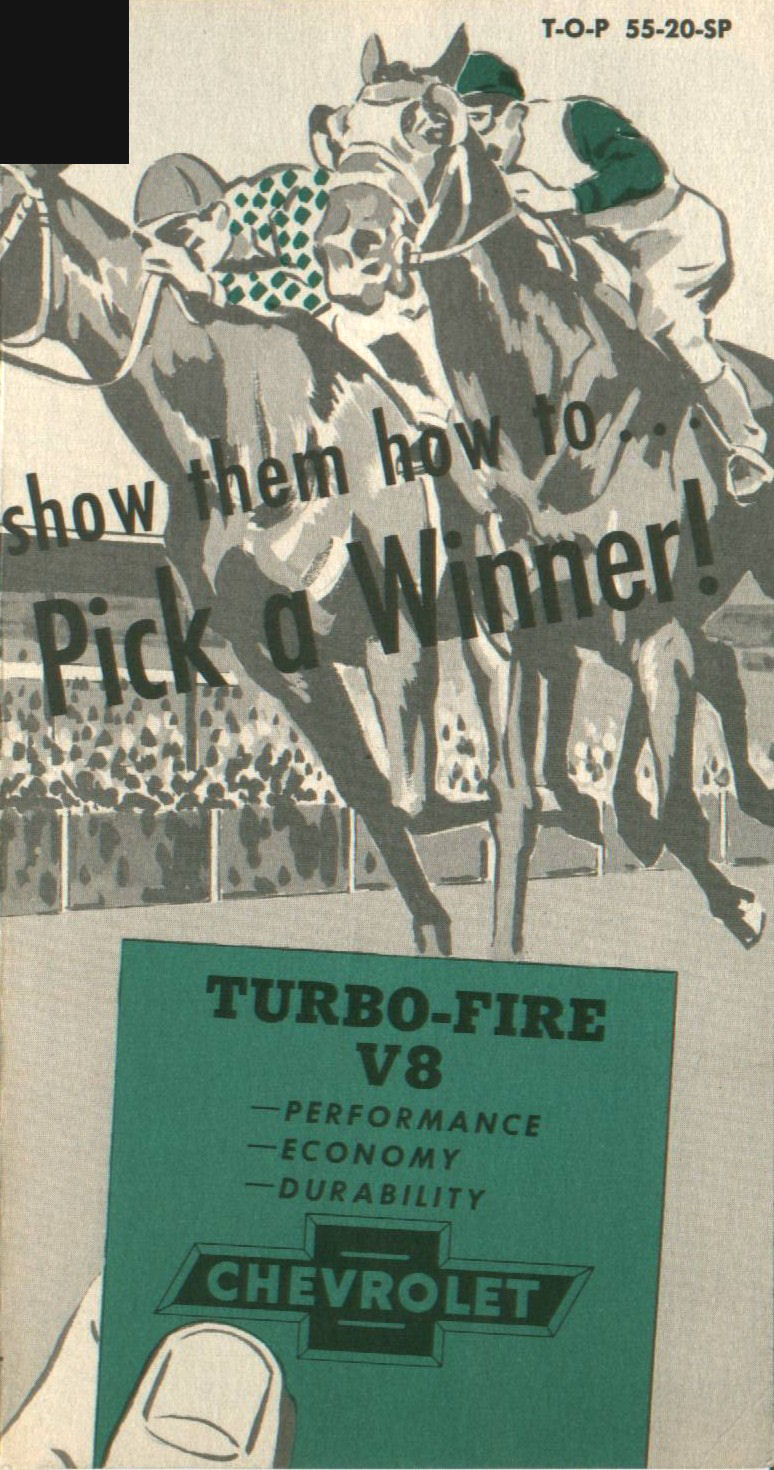 T-O-P 55-20-SP
show them how to....
Pick a Winner!
TURBO-FIRE
V8
—PERFORMANCE
—ECONOMY
—DURABILITY
CHEVROLET